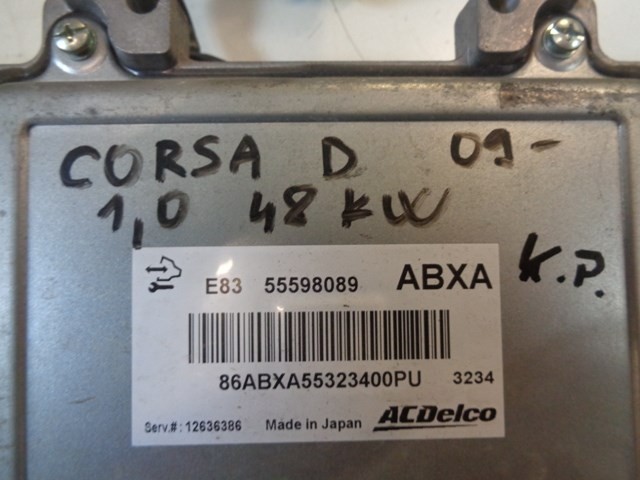 CORSA D 09-
1,0 48 KW
K.P.
E83 55598089 ABXA
86ABXA55323400PU 3234
Serv.#: 12636386 Made in Japan ACDelco